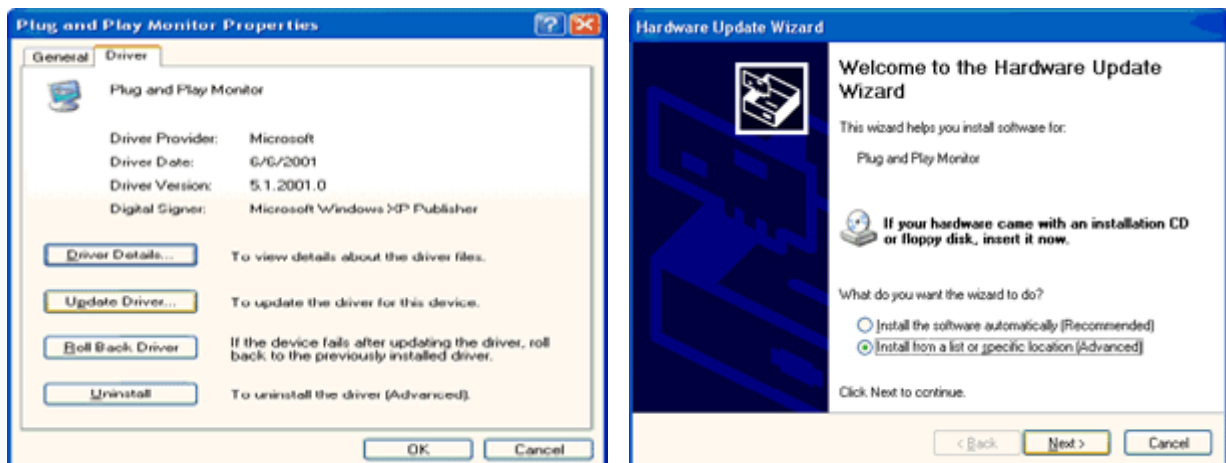 Plug and Play Monitor Properties
General
Driver
Plug and Play Monitor
Driver Provider: Microsoft
Driver Date: 6/6/2001
Driver Version: 5.1.2001.0
Digital Signer: Microsoft Windows XP Publisher
Driver Details... To view details about the driver files.
Update Driver... To update the driver for this device.
Roll Back Driver If the device fails after updating the driver, roll
back to the previously installed driver.
Uninstall To uninstall the driver (Advanced).
OK Cancel
Hardware Update Wizard
Welcome to the Hardware Update
Wizard
This wizard helps you install software for:
Plug and Play Monitor
If your hardware came with an installation CD
or floppy disk, insert it now.
What do you want the wizard to do?
Install the software automatically (Recommended)
Install from a list or specific location (Advanced)
Click Next to continue.
< Back Next > Cancel